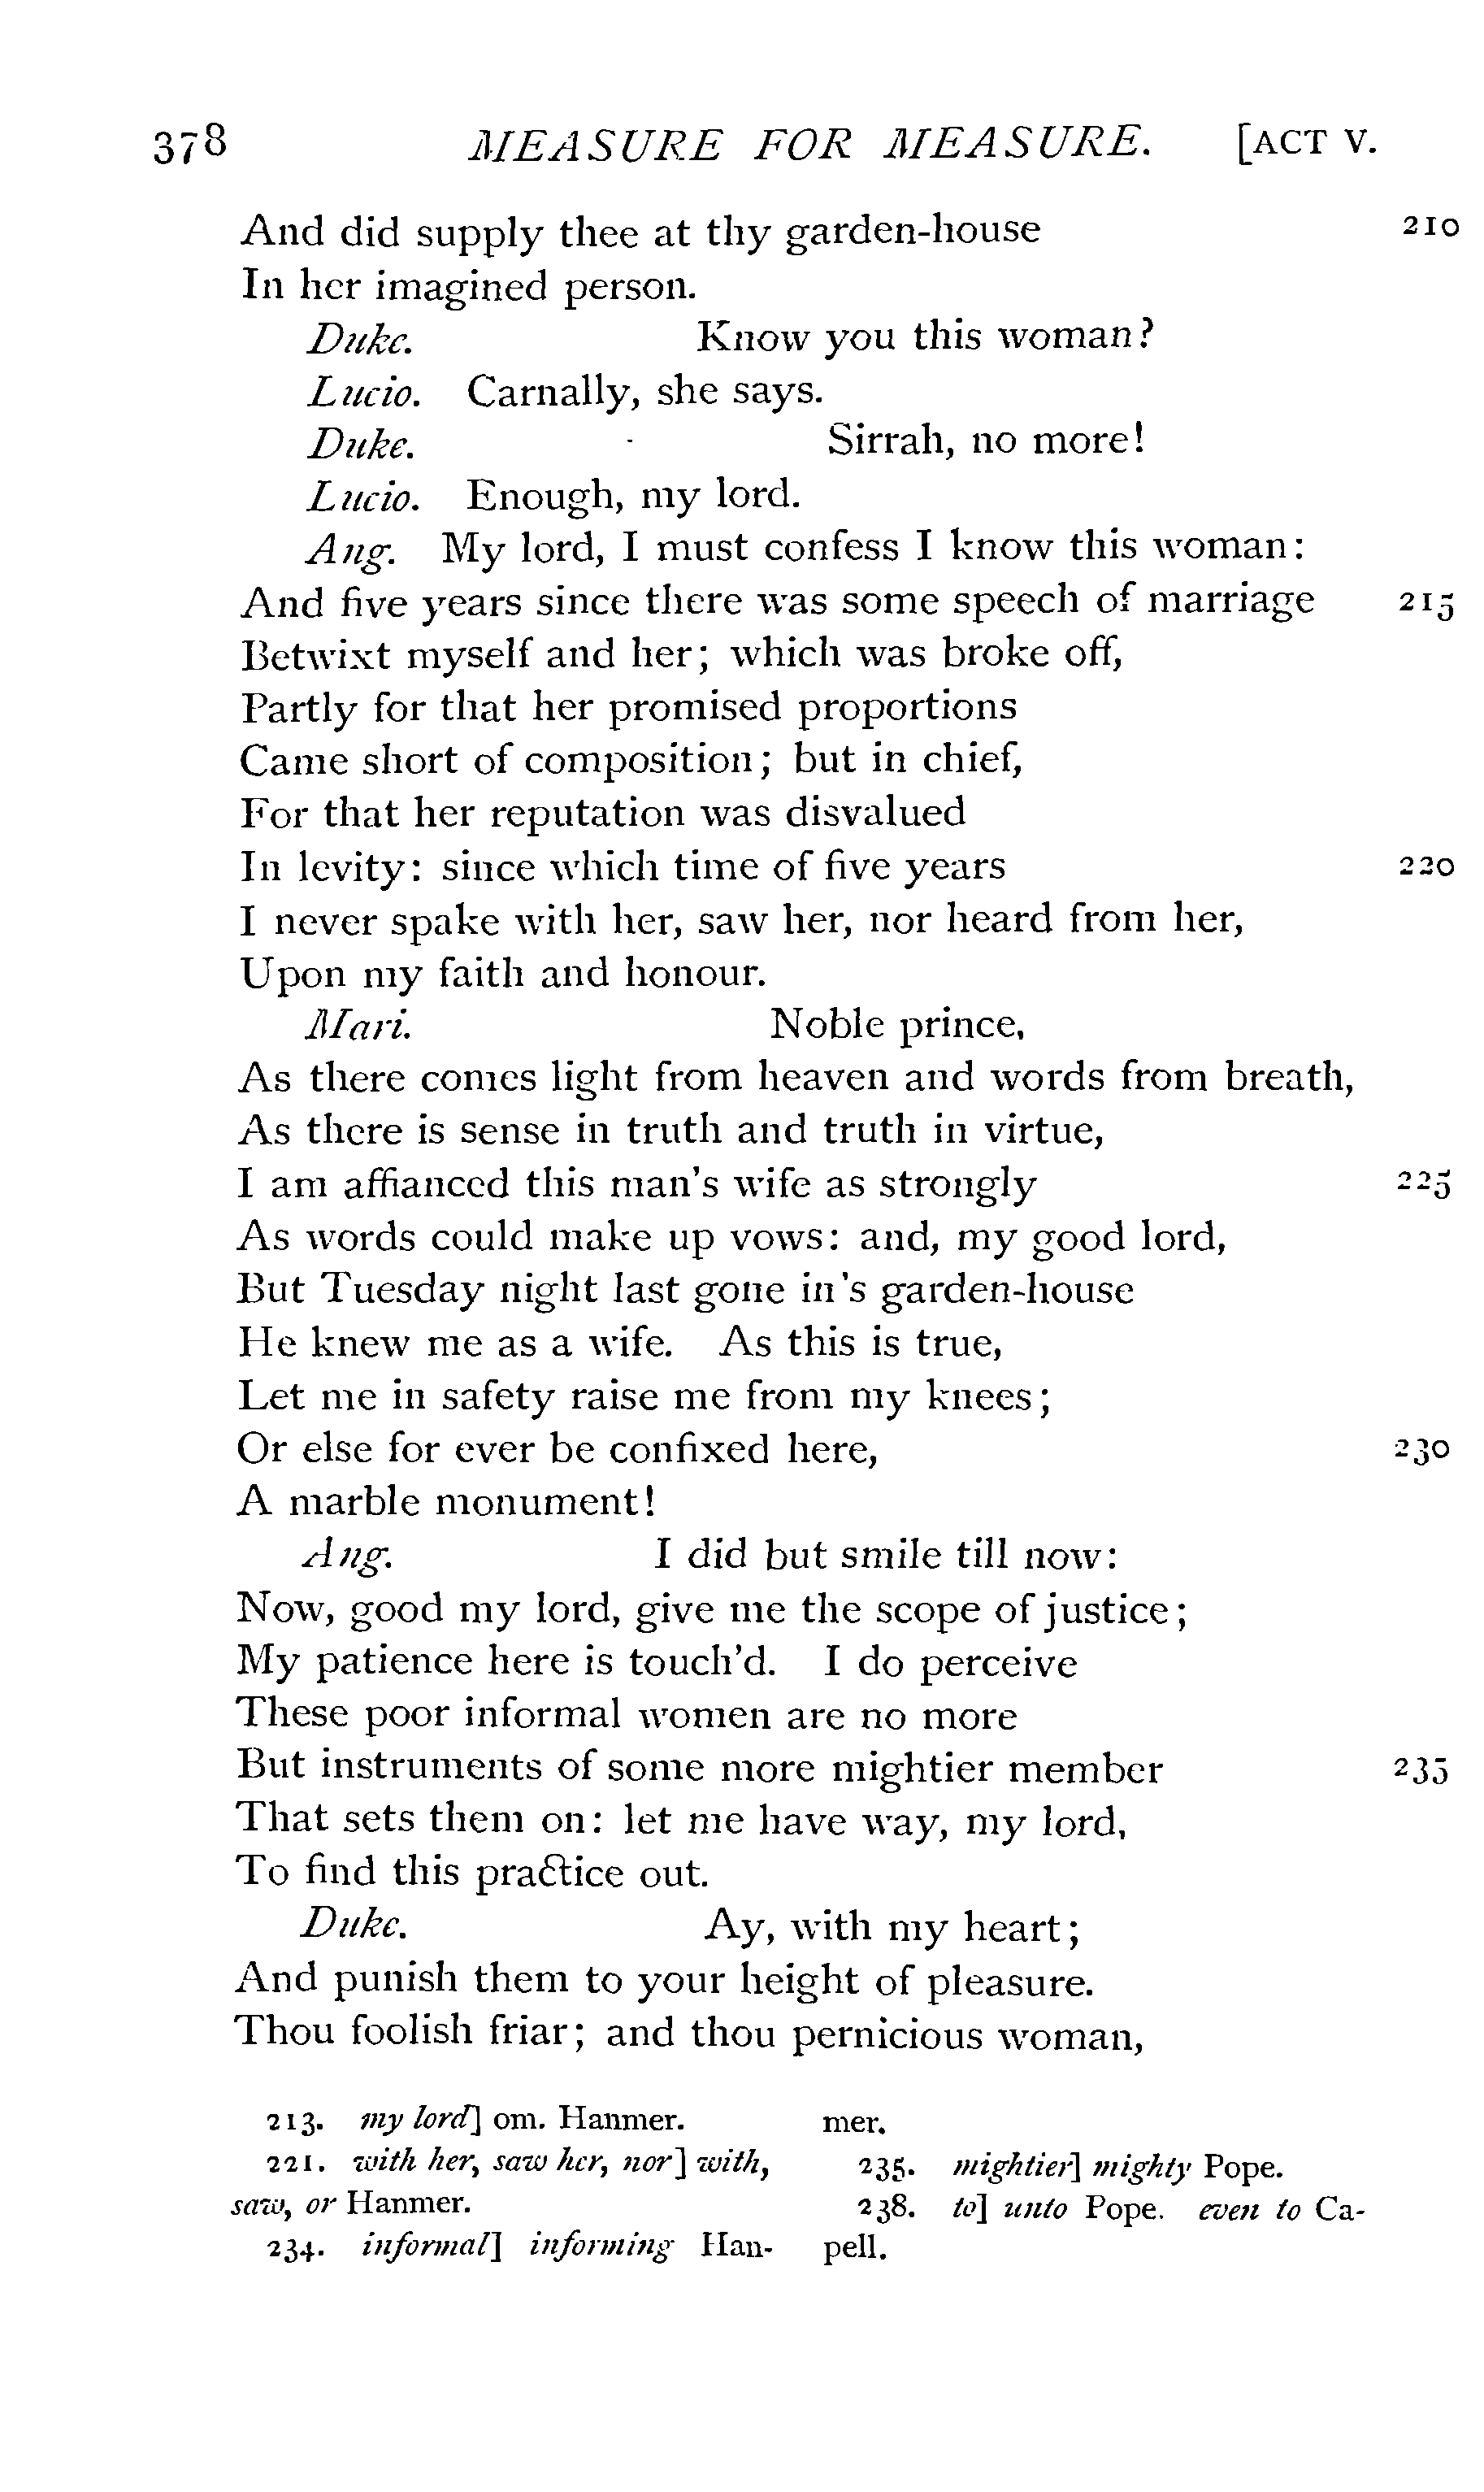 378 MEASURE FOR MEASURE. [ACT V.
And did supply thee at thy garden-house 210
In her imagined person.
Duke. Know you this woman?
Lucio. Carnally, she says.
Duke. Sirrah, no more!
Lucio. Enough, my lord.
Ang. My lord, I must confess I know this woman:
And five years since there was some speech of marriage 215
Betwixt myself and her; which was broke off,
Partly for that her promised proportions
Came short of composition; but in chief,
For that her reputation was disvalued
In levity: since which time of five years 220
I never spake with her, saw her, nor heard from her,
Upon my faith and honour.
Mari. Noble prince,
As there comes light from heaven and words from breath,
As there is sense in truth and truth in virtue,
I am affianced this man's wife as strongly 225
As words could make up vows: and, my good lord,
But Tuesday night last gone in's garden-house
He knew me as a wife. As this is true,
Let me in safety raise me from my knees;
Or else for ever be confixed here, 230
A marble monument!
Ang. I did but smile till now:
Now, good my lord, give me the scope of justice;
My patience here is touch'd. I do perceive
These poor informal women are no more
But instruments of some more mightier member 235
That sets them on: let me have way, my lord,
To find this practice out.
Duke. Ay, with my heart;
And punish them to your height of pleasure.
Thou foolish friar; and thou pernicious woman,
213. my lord] om. Hanmer.
221. with her, saw her, nor] with,
saw, or Hanmer.
234. informal] informing Han-
mer.
235. mightier] mighty Pope.
238. to] unto Pope. even to Ca-
pell.